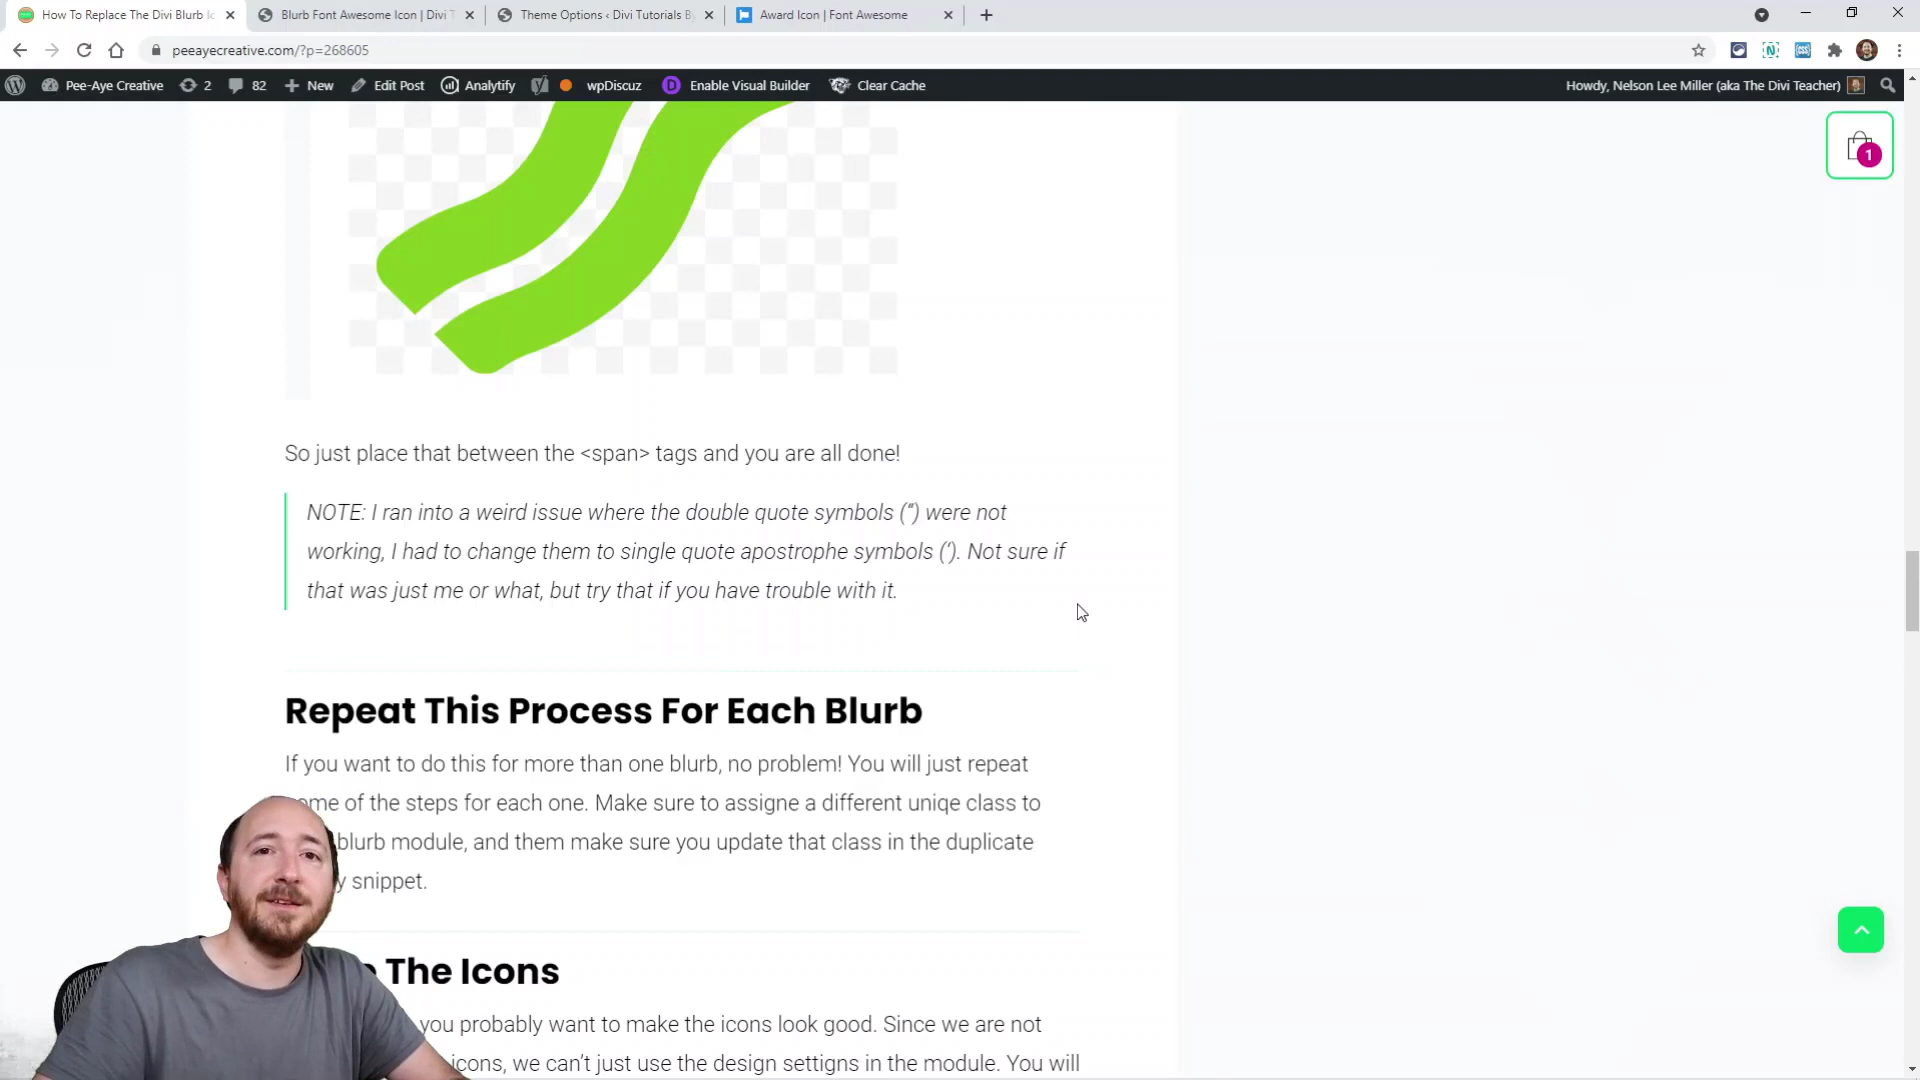 How To Replace The Divi Blurb Ic
Blurb Font Awesome Icon | Divi T
Theme Options ‹ Divi Tutorials By
Award Icon | Font Awesome
peeayecreative.com/?p=268605
Pee-Aye Creative
2
82
New
Edit Post
Analytify
wpDiscuz
Enable Visual Builder
Clear Cache
Howdy, Nelson Lee Miller (aka The Divi Teacher)
1
So just place that between the <span> tags and you are all done!
NOTE: I ran into a weird issue where the double quote symbols (") were not
working, I had to change them to single quote apostrophe symbols ('). Not sure if
that was just me or what, but try that if you have trouble with it.
Repeat This Process For Each Blurb
If you want to do this for more than one blurb, no problem! You will just repeat
ome of the steps for each one. Make sure to assigne a different uniqe class to
blurb module, and them make sure you update that class in the duplicate
y snippet.
The Icons
you probably want to make the icons look good. Since we are not
icons, we can't just use the design settigns in the module. You will